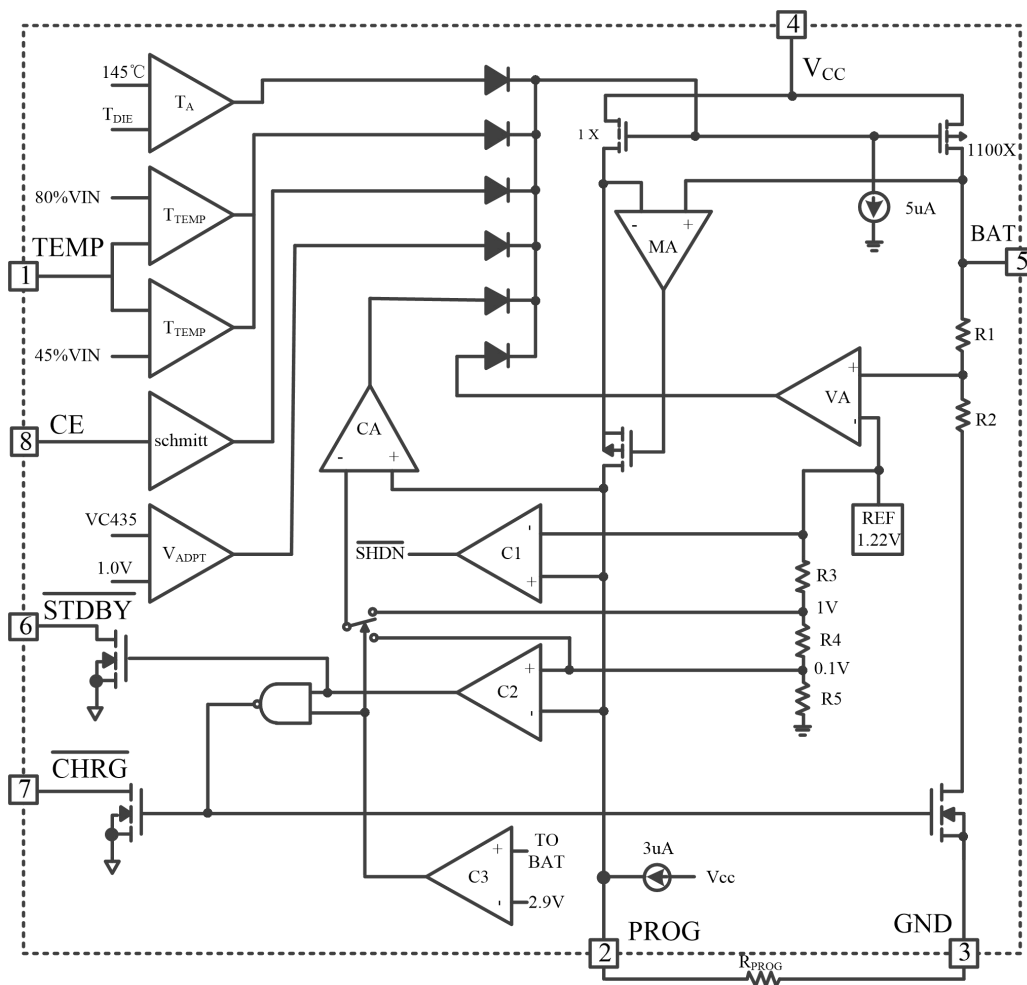 4
VCC
145℃
TDIE
TA
1 X
1100X
80%VIN
TTEMP
5uA
TEMP
1
- +
MA
BAT
5
TTEMP
45%VIN
R1
+
VA
-
R2
CE
8
schmitt
CA
- +
REF
1.22V
VC435
1.0V
VADPT
SHDN
-
C1
+
R3
STDBY
6
1V
R4
0.1V
+
C2
-
R5
CHRG
7
+
C3
-
TO
BAT
2.9V
3uA
Vcc
PROG
2
GND
3
RPROG